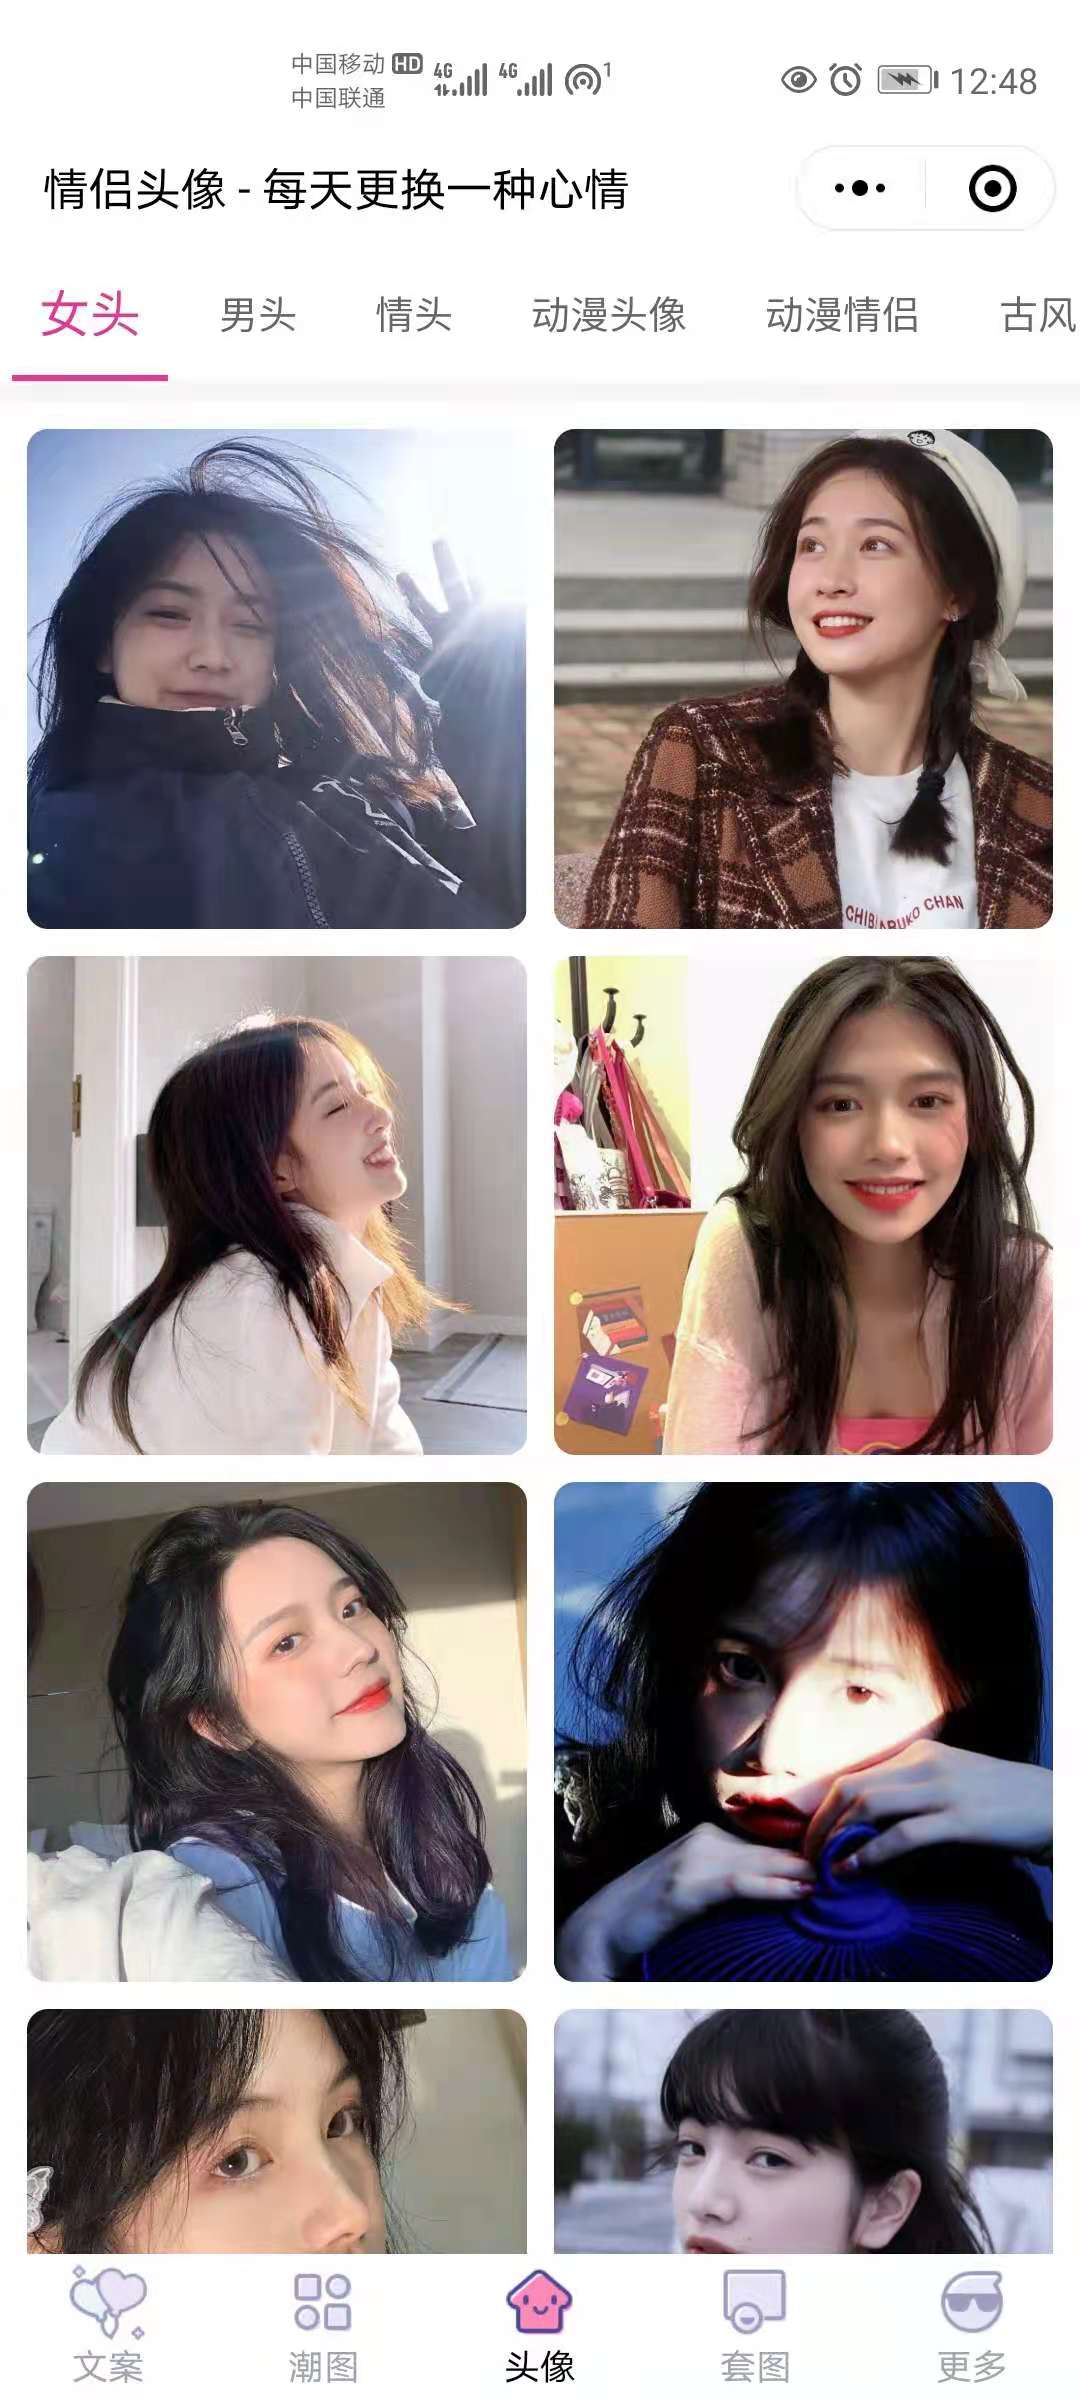 中国移动 HD
中国联通
4G 4G 1
12:48
情侣头像 - 每天更换一种心情
女头 男头 情头 动漫头像 动漫情侣 古风
CHIBI MARUKO CHAN
文案 潮图 头像 套图 更多